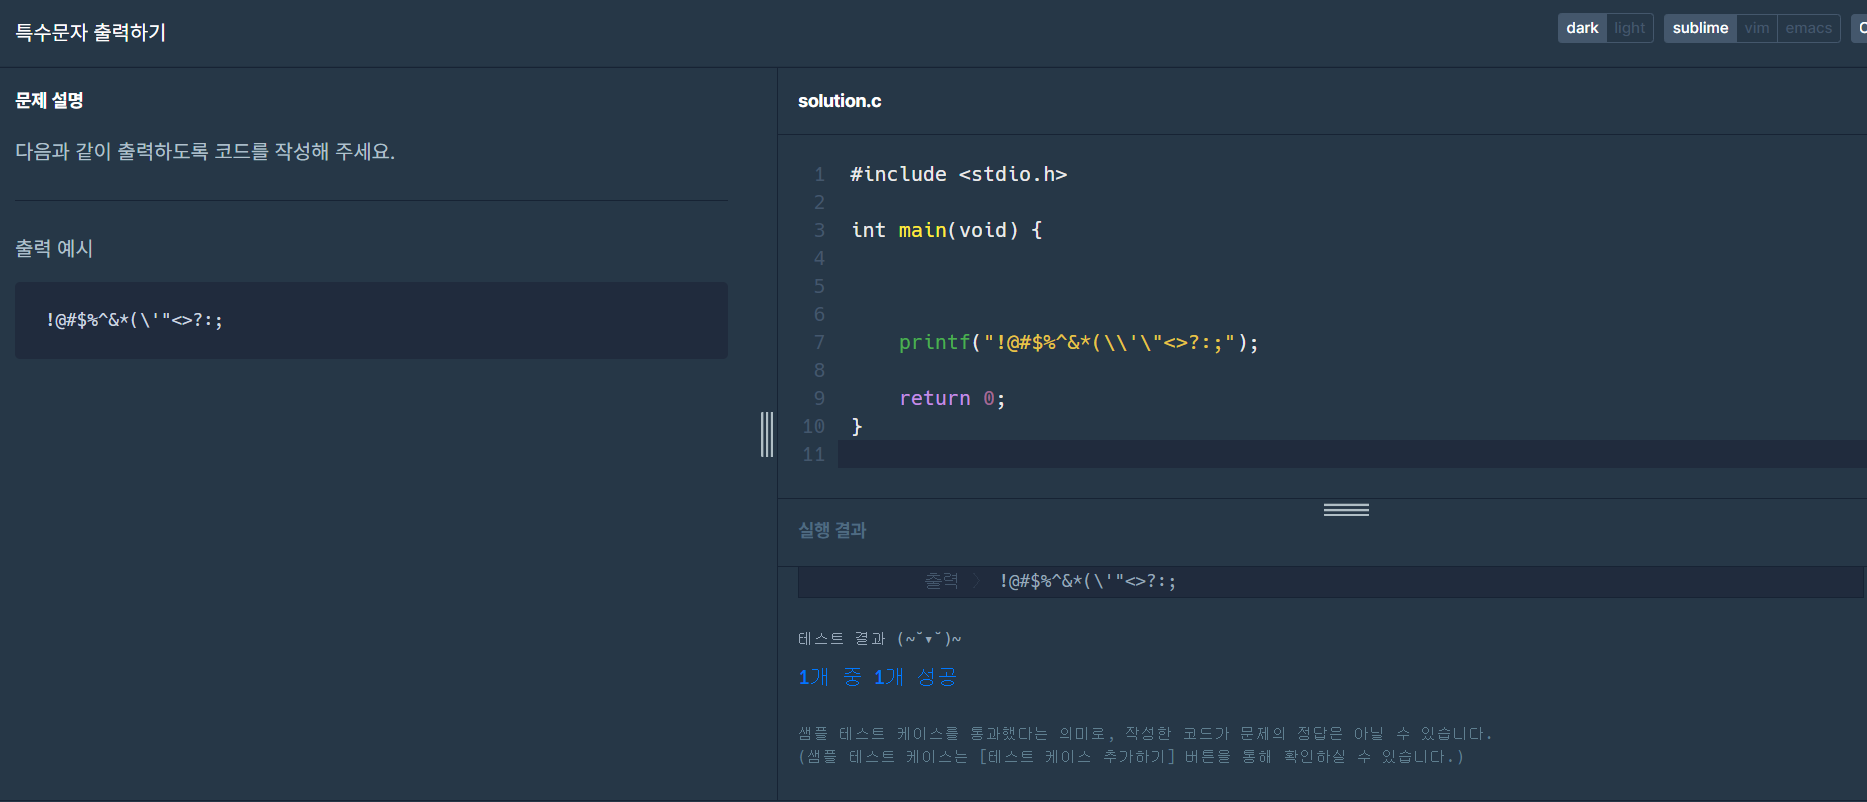 특수문자 출력하기
dark light sublime vim emacs
문제 설명
다음과 같이 출력하도록 코드를 작성해 주세요.
출력 예시
!@#$%^&*(\'"<>?:;
solution.c
1 #include <stdio.h>
2
3 int main(void) {
4
5
6
7 printf("!@#$%^&*(\\'\"<>?:;");
8
9 return 0;
10 }
11
실행 결과
출력 〉 !@#$%^&*(\'"<>?:;
테스트 결과 (~˘▾˘)~
1개 중 1개 성공
샘플 테스트 케이스를 통과했다는 의미로, 작성한 코드가 문제의 정답은 아닐 수 있습니다.
(샘플 테스트 케이스는 [테스트 케이스 추가하기] 버튼을 통해 확인하실 수 있습니다.)